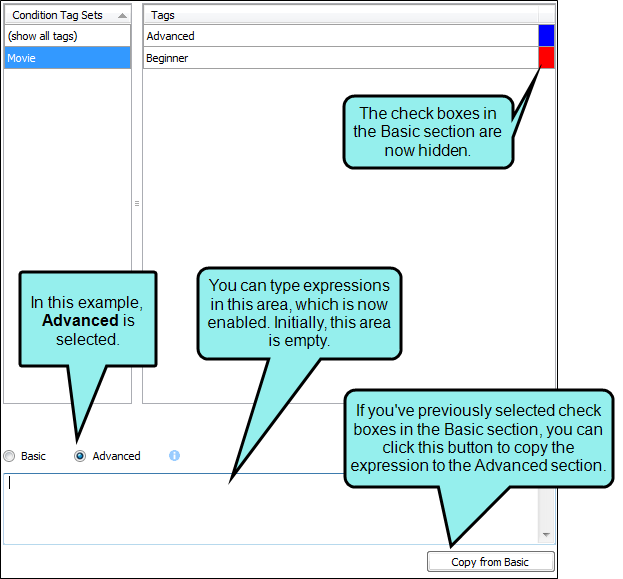 Condition Tag Sets
Tags
(show all tags)
Advanced
Movie
Beginner
The check boxes in
the Basic section are
now hidden.
In this example,
Advanced is
selected.
You can type expressions
in this area, which is now
enabled. Initially, this area
is empty.
If you've previously selected check
boxes in the Basic section, you can
click this button to copy the
expression to the Advanced section.
Basic
Advanced
Copy from Basic